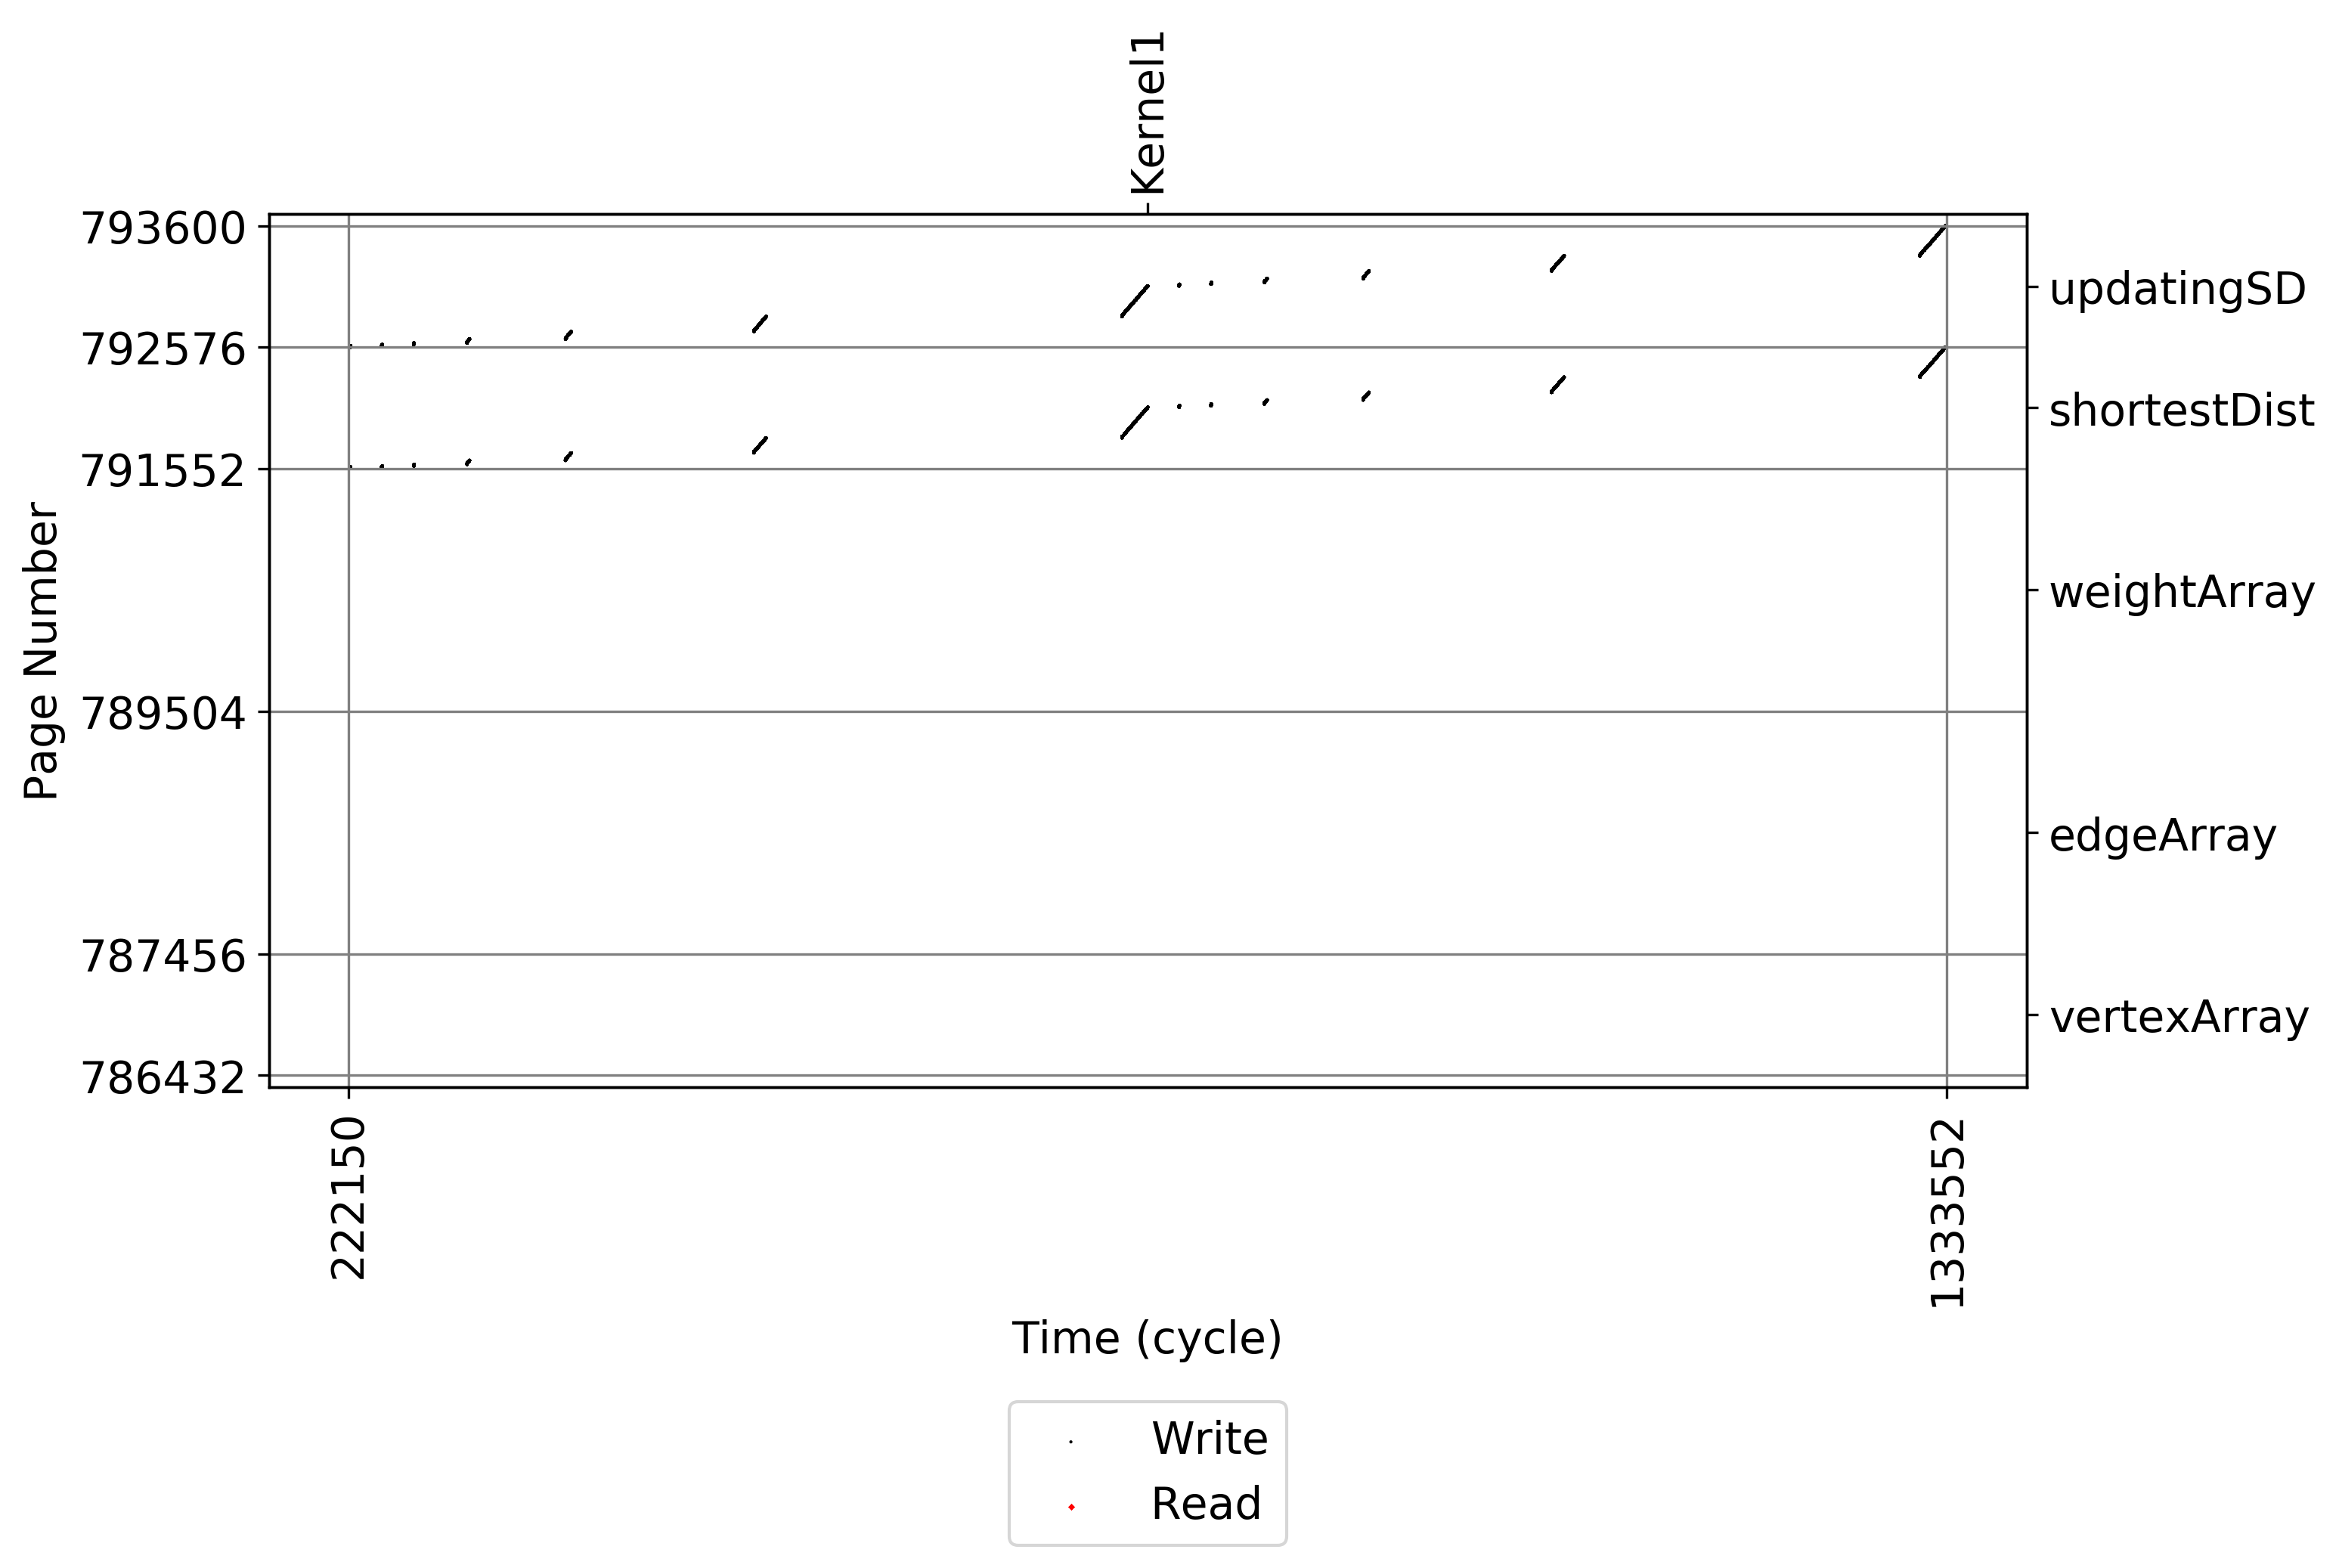 Kernel1
793600
updatingSD
792576
shortestDist
791552
weightArray
Page Number
789504
edgeArray
787456
vertexArray
786432
222150
1333552
Time (cycle)
Write
Read